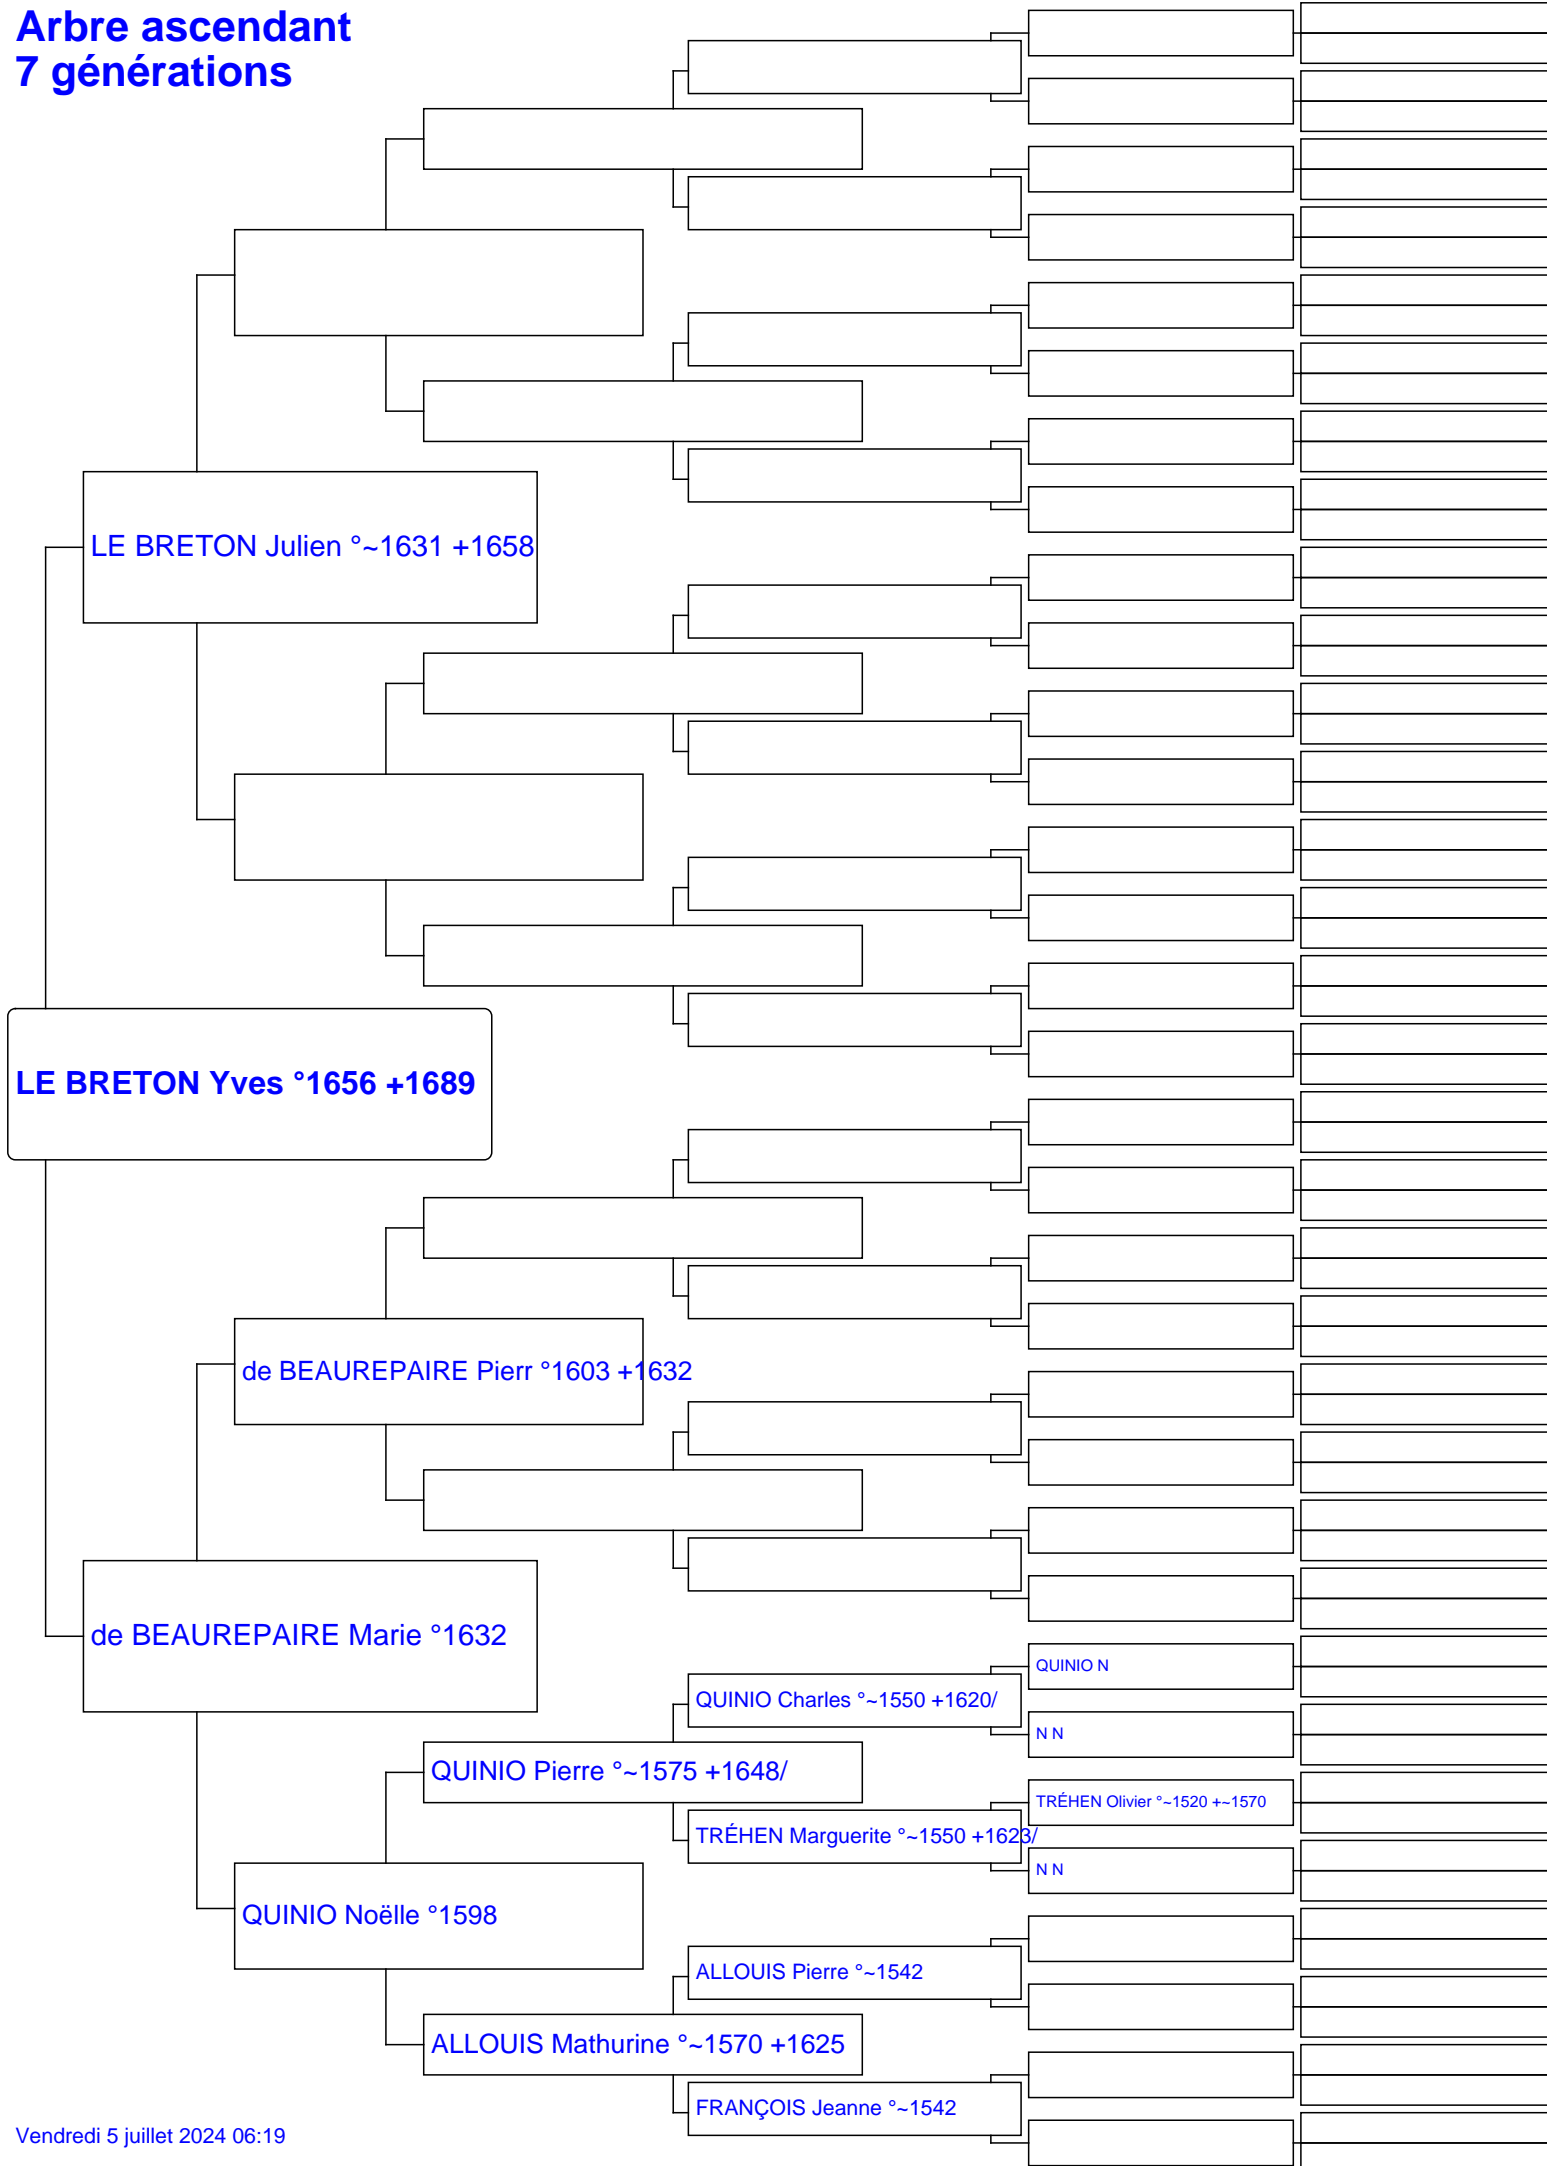 Arbre ascendant
7 générations
LE BRETON Julien °~1631 +1658
LE BRETON Yves °1656 +1689
de BEAUREPAIRE Pierr °1603 +1632
de BEAUREPAIRE Marie °1632
QUINIO N
QUINIO Charles °~1550 +1620/
N N
QUINIO Pierre °~1575 +1648/
TRÉHEN Olivier °~1520 +~1570
TRÉHEN Marguerite °~1550 +1623/
N N
QUINIO Noëlle °1598
ALLOUIS Pierre °~1542
ALLOUIS Mathurine °~1570 +1625
FRANÇOIS Jeanne °~1542
Vendredi 5 juillet 2024 06:19